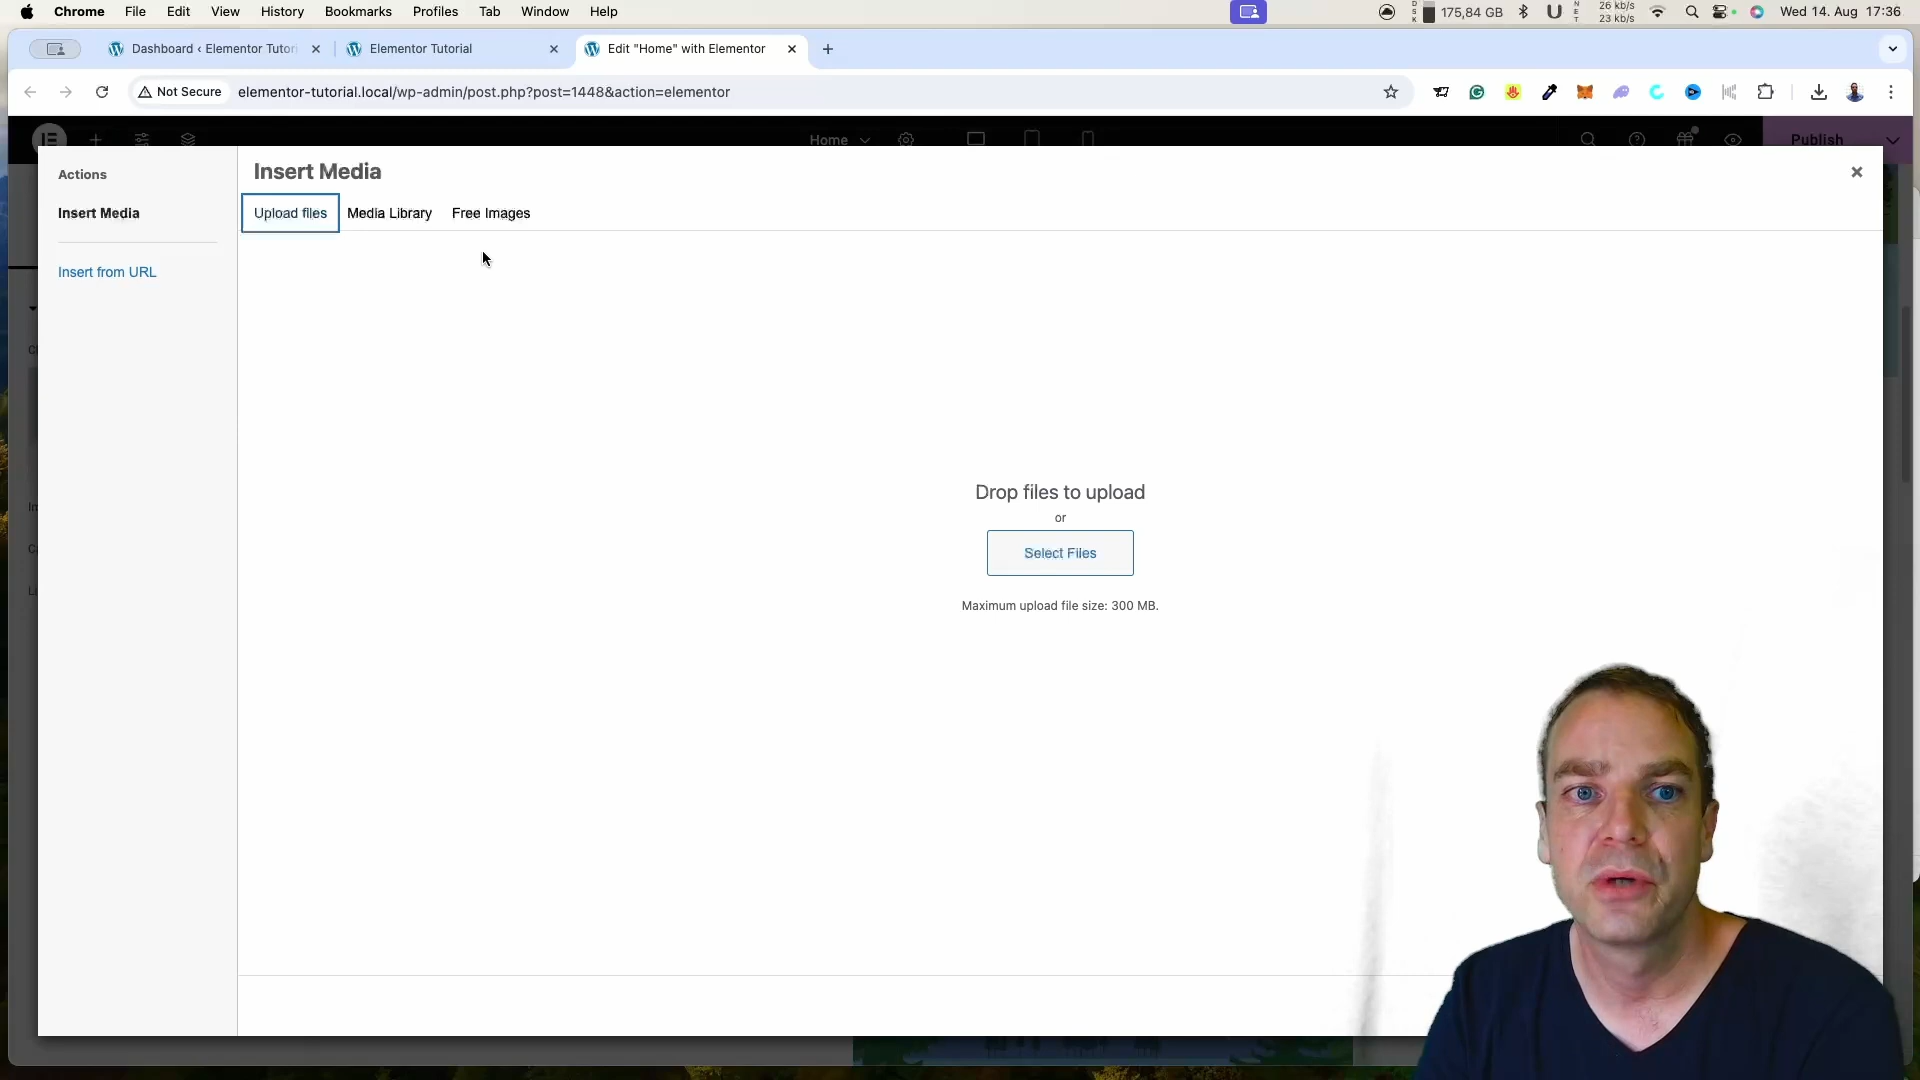 Chrome File Edit View History Bookmarks Profiles Tab Window Help 175,84 GB 26 kb/s 23 kb/s Wed 14. Aug 17:36
Dashboard ‹ Elementor Tutor Elementor Tutorial Edit "Home" with Elementor
Not Secure elementor-tutorial.local/wp-admin/post.php?post=1448&action=elementor
Home Publish
Actions
Insert Media
Insert from URL
Insert Media
Upload files Media Library Free Images
Drop files to upload
or
Select Files
Maximum upload file size: 300 MB.